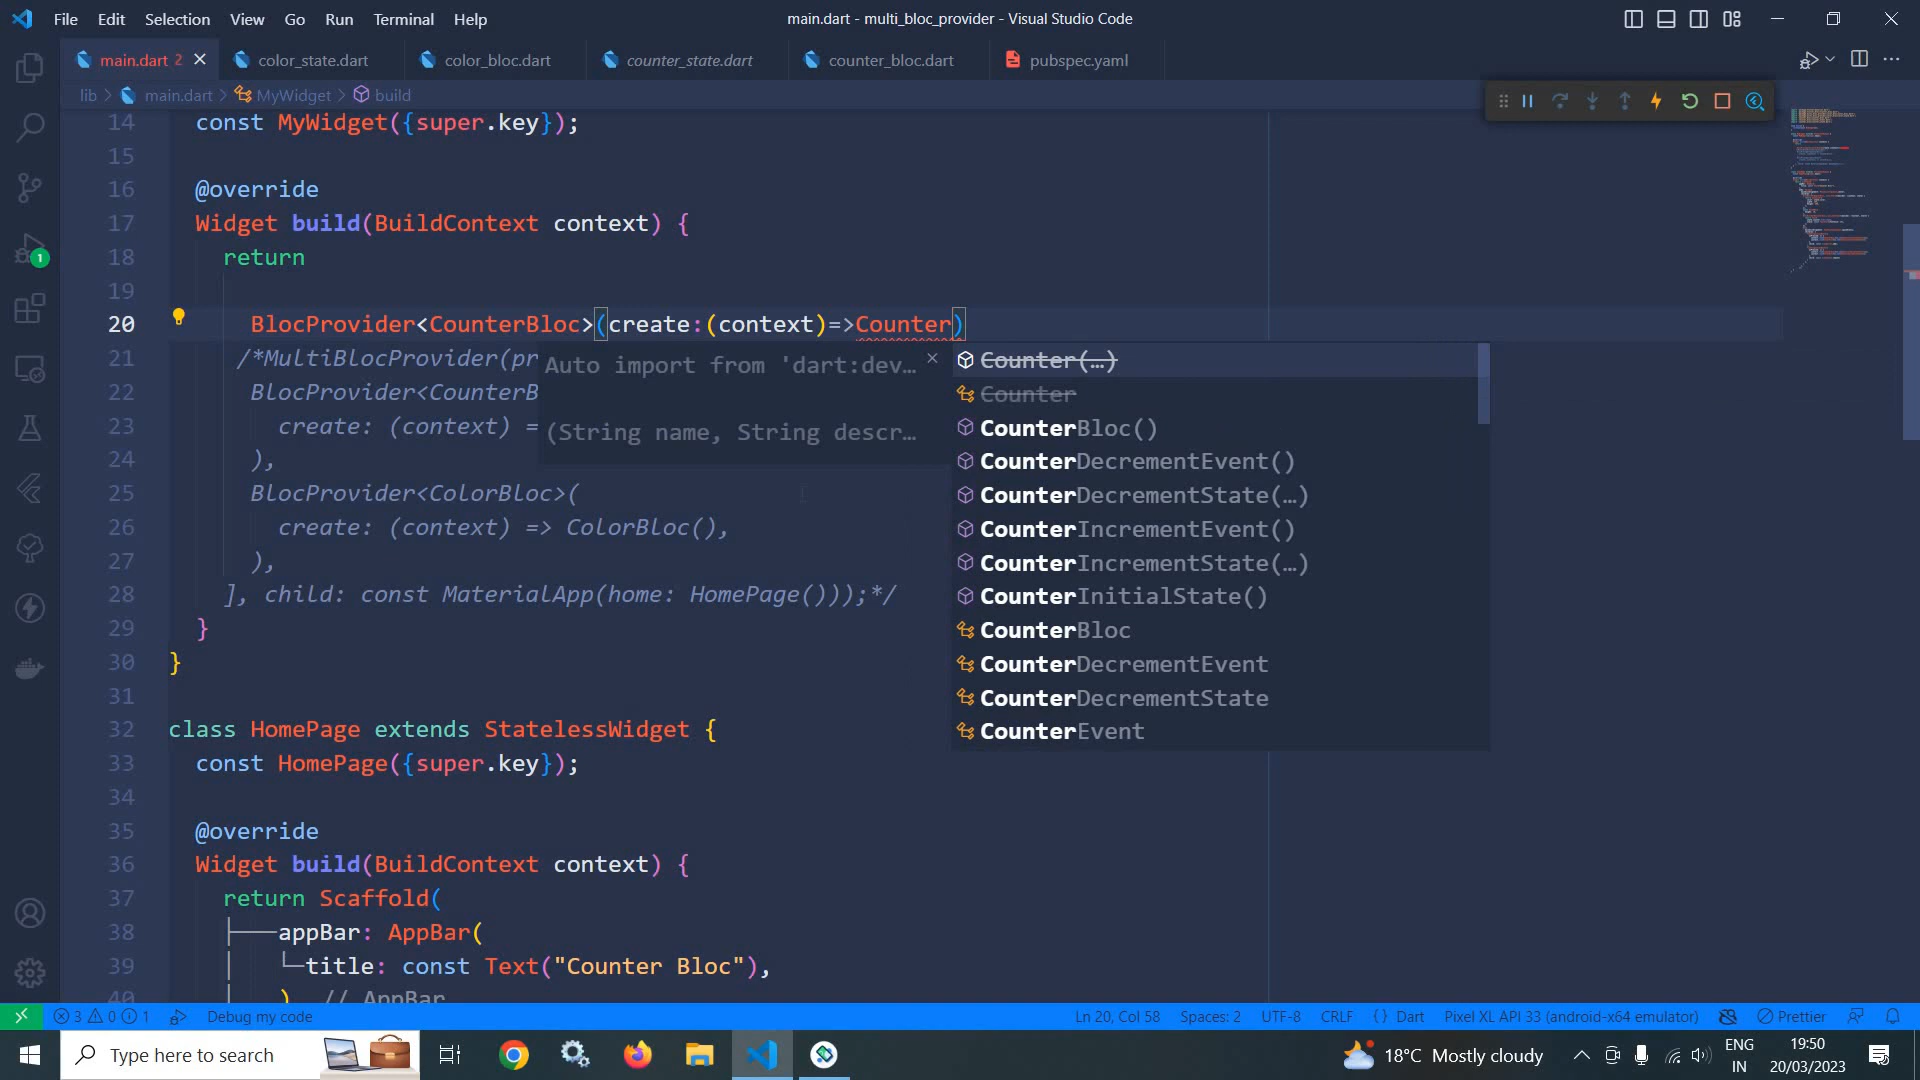 File Edit Selection View Go Run Terminal Help
main.dart - multi_bloc_provider - Visual Studio Code
main.dart 2
color_state.dart
color_bloc.dart
counter_state.dart
counter_bloc.dart
pubspec.yaml
lib > main.dart > MyWidget > build
14 const MyWidget({super.key});
15
16 @override
17 Widget build(BuildContext context) {
18 return
19
20 BlocProvider<CounterBloc>(create:(context)=>Counter)
21 /*MultiBlocProvider(pr
22 BlocProvider<CounterB
23 create: (context) =
24 ),
25 BlocProvider<ColorBloc>(
26 create: (context) => ColorBloc(),
27 ),
28 ], child: const MaterialApp(home: HomePage()));*/
29 }
30 }
31
32 class HomePage extends StatelessWidget {
33 const HomePage({super.key});
34
35 @override
36 Widget build(BuildContext context) {
37 return Scaffold(
38 appBar: AppBar(
39 title: const Text("Counter Bloc"),
40 ) // AppBar
Auto import from 'dart:dev...
(String name, String descr...
Counter(…)
Counter
CounterBloc()
CounterDecrementEvent()
CounterDecrementState(…)
CounterIncrementEvent()
CounterIncrementState(…)
CounterInitialState()
CounterBloc
CounterDecrementEvent
CounterDecrementState
CounterEvent
1
3 0 1 Debug my code
Ln 20, Col 58 Spaces: 2 UTF-8 CRLF {} Dart Pixel XL API 33 (android-x64 emulator) Prettier
Type here to search
18°C Mostly cloudy
ENG
IN
19:50
20/03/2023